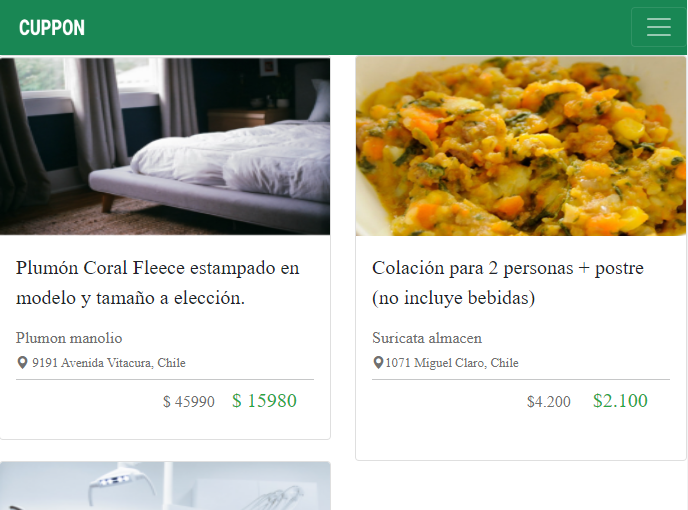 CUPPON
Plumón Coral Fleece estampado en
modelo y tamaño a elección.
Plumon manolio
9191 Avenida Vitacura, Chile
$ 45990 $ 15980
Colación para 2 personas + postre
(no incluye bebidas)
Suricata almacen
1071 Miguel Claro, Chile
$4.200 $2.100